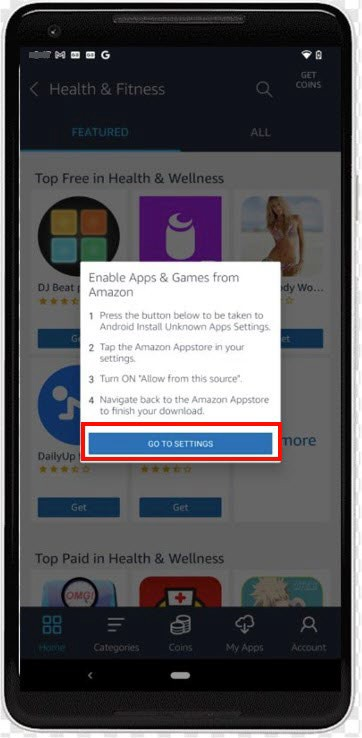 GET
COINS
Health & Fitness
FEATURED
ALL
Top Free in Health & Wellness
Enable Apps & Games from
Amazon
1 Press the button below to be taken to
Android Install Unknown Apps Settings.
2 Tap the Amazon Appstore in your
settings.
3 Turn ON "Allow from this source".
4 Navigate back to the Amazon Appstore
to finish your download.
GO TO SETTINGS
DJ Beat
dy Wo...
more
DailyUp
Get
Get
Top Paid in Health & Wellness
OMG!
Home
Categories
Coins
My Apps
Account